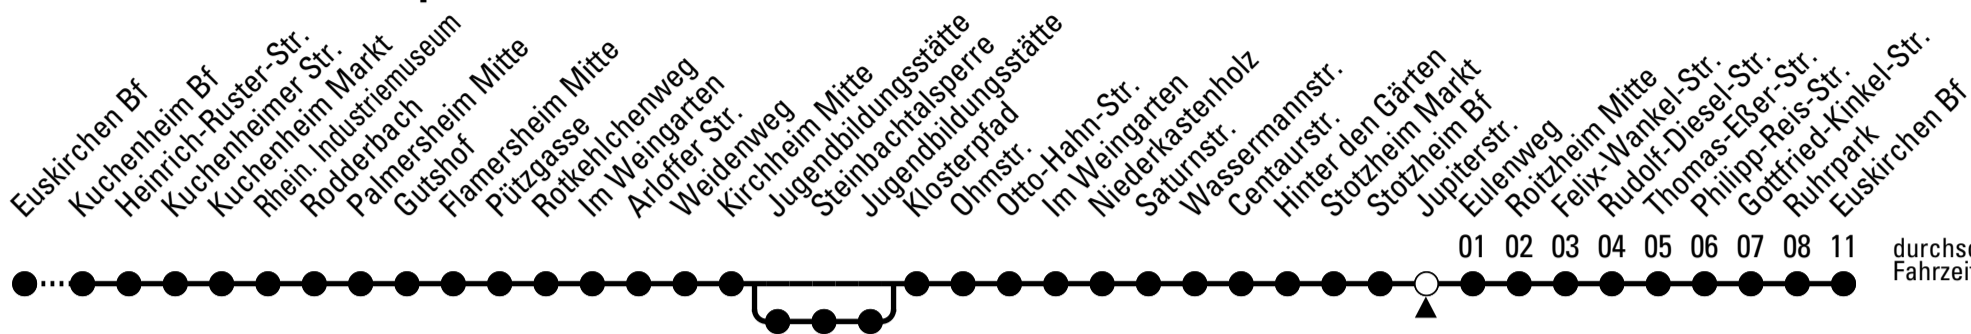 Euskirchen Bf
Kuchenheim Bf
Heinrich-Ruster-Str.
Kuchenheimer Str.
Kuchenheim Markt
Rhein. Industriemuseum
Rodderbach
Palmersheim Mitte
Gutshof
Flamersheim Mitte
Pützgasse
Rotkehlchenweg
Im Weingarten
Arloffer Str.
Weidenweg
Kirchheim Mitte
Jugendbildungsstätte
Steinbachtalsperre
Jugendbildungsstätte
Klosterpfad
Ohmstr.
Otto-Hahn-Str.
Im Weingarten
Niederkastenholz
Saturnstr.
Wassermannstr.
Centaurstr.
Hinter den Gärten
Stotzheim Markt
Stotzheim Bf
Jupiterstr.
Eulenweg
Roitzheim Mitte
Felix-Wankel-Str.
Rudolf-Diesel-Str.
Thomas-Eßer-Str.
Philipp-Reis-Str.
Gottfried-Kinkel-Str.
Ruhrpark
Euskirchen Bf
01 02 03 04 05 06 07 08 11